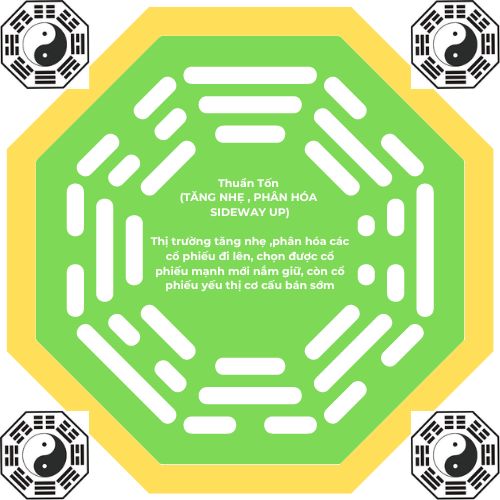 Thuần Tốn
(TĂNG NHẸ , PHÂN HÓA
SIDEWAY UP)
Thị trường tăng nhẹ ,phân hóa các
cổ phiếu đi lên, chọn được cổ
phiếu mạnh mới nắm giữ, còn cổ
phiếu yếu thị cơ cấu bán sớm